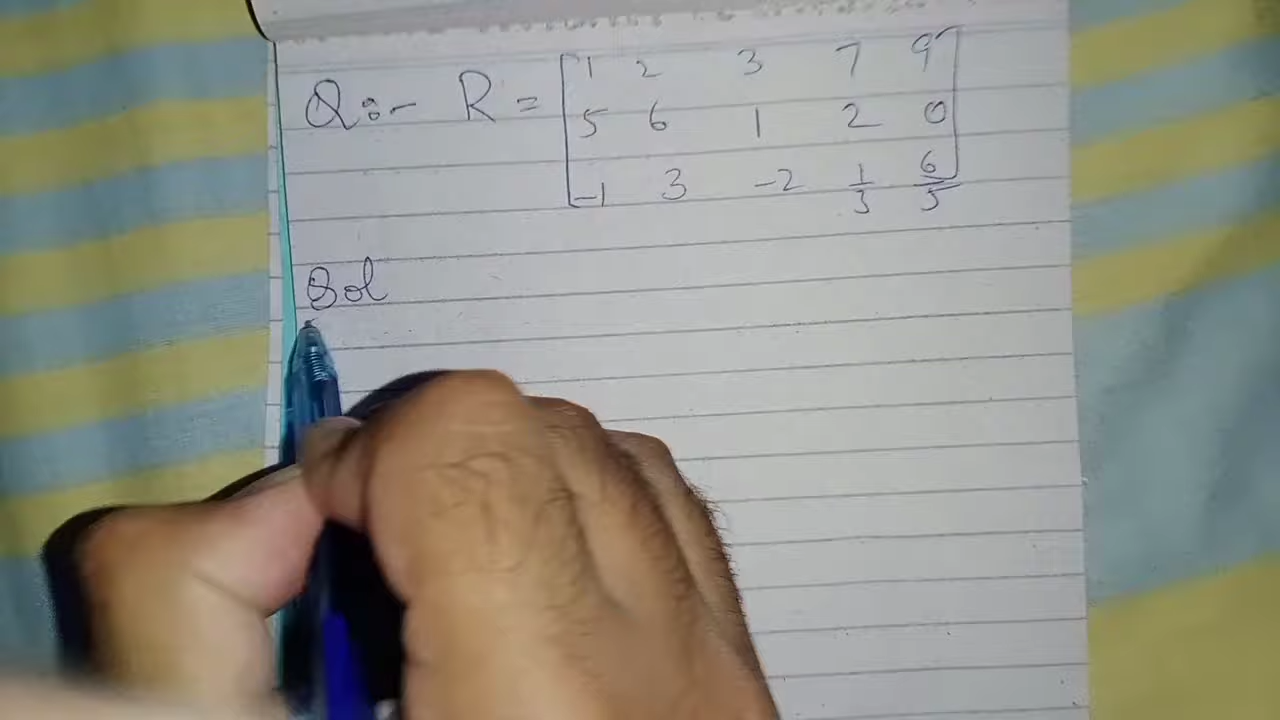 Q:- R = [1 2 3 7 9
5 6 1 2 0
-1 3 -2 1/3 6/5]
Sol